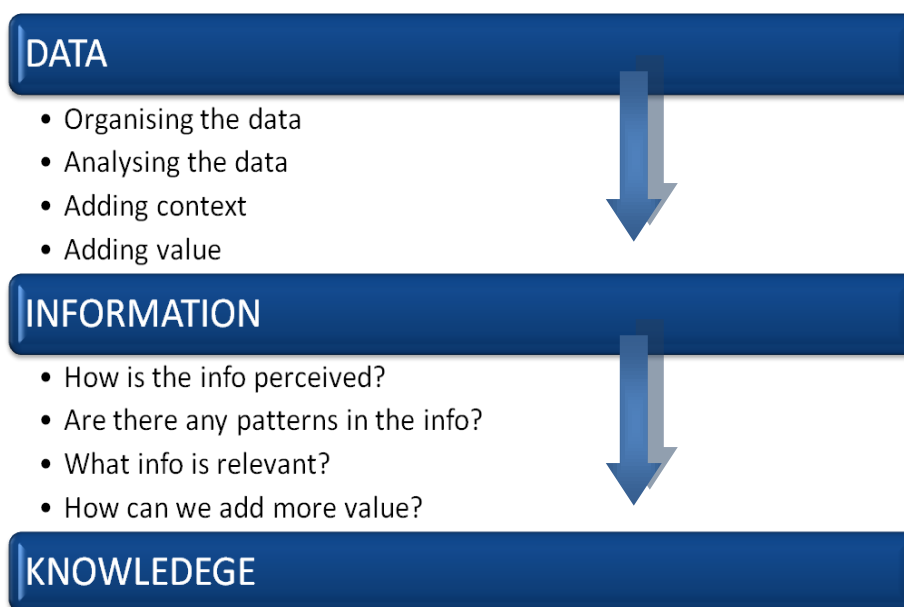 DATA
• Organising the data
• Analysing the data
• Adding context
• Adding value
INFORMATION
• How is the info perceived?
• Are there any patterns in the info?
• What info is relevant?
• How can we add more value?
KNOWLEDEGE